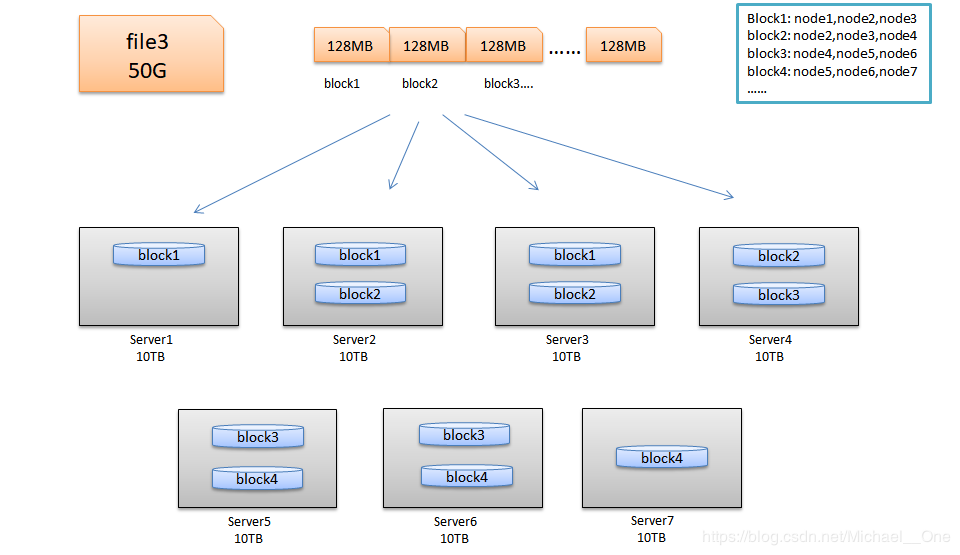 file3
50G
128MB
128MB
128MB
......
128MB
block1
block2
block3....
Block1: node1,node2,node3
block2: node2,node3,node4
block3: node4,node5,node6
block4: node5,node6,node7
......
block1
Server1
10TB
block1
block2
Server2
10TB
block1
block2
Server3
10TB
block2
block3
Server4
10TB
block3
block4
Server5
10TB
block3
block4
Server6
10TB
block4
Server7
10TB
https://blog.csdn.net/Michael__One